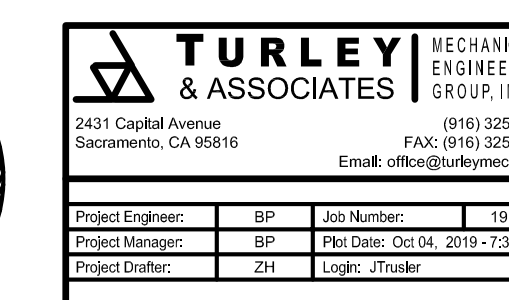 TURLEY
& ASSOCIATES
MECHANI
ENGINEE
GROUP, I
2431 Capital Avenue
(916) 325
Sacramento, CA 95816
FAX: (916) 325
Email: office@turleymec
Project Engineer: BP Job Number: 19
Project Manager: BP Plot Date: Oct 04, 2019 - 7:3
Project Drafter: ZH Login: JTrusler